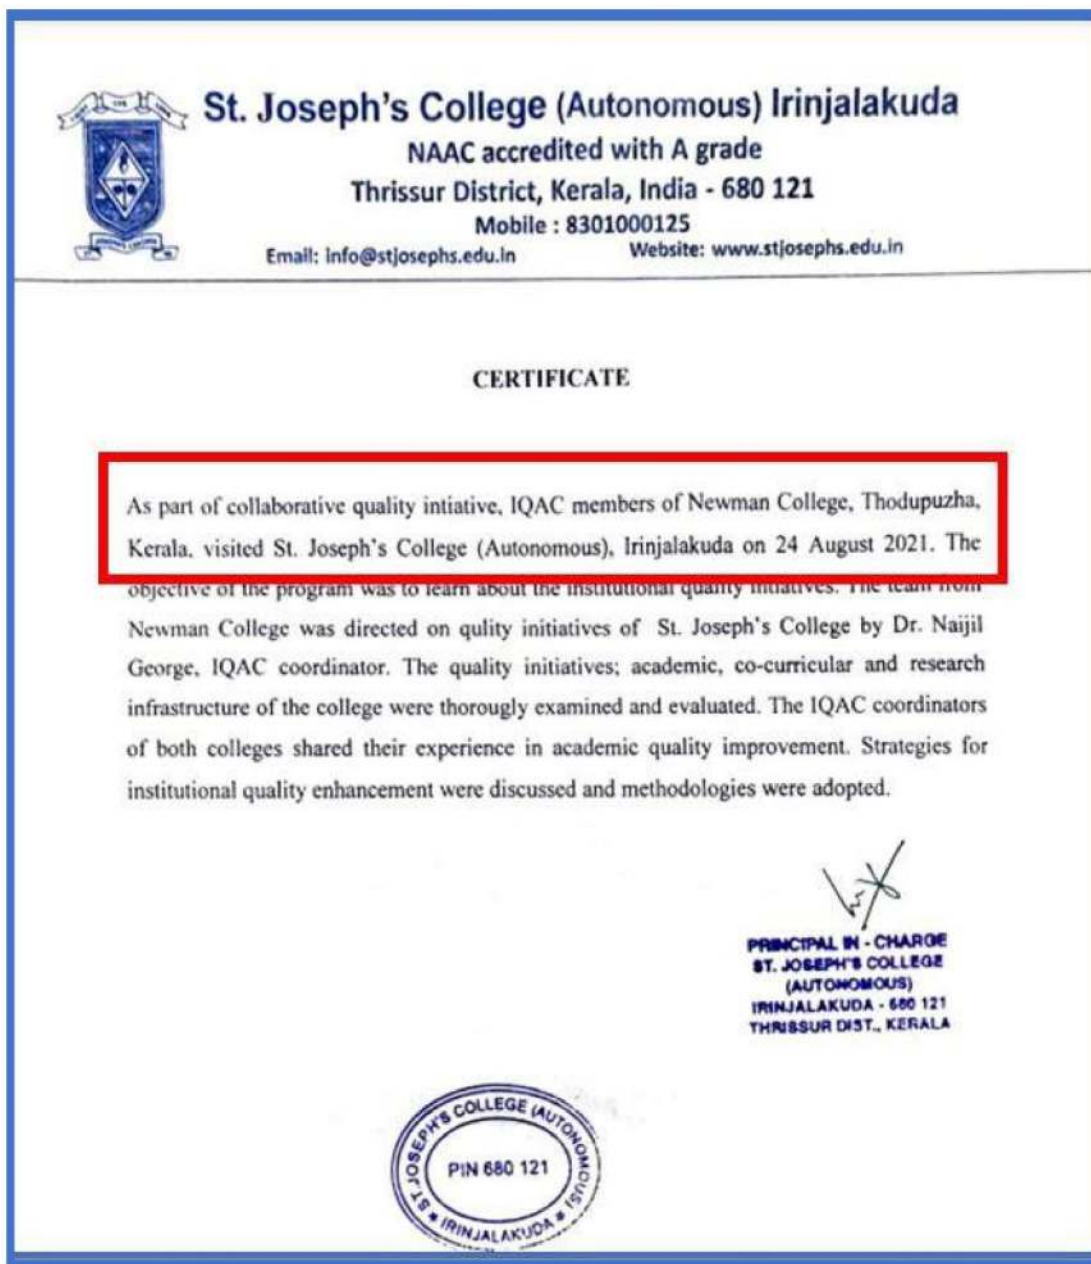 St. Joseph's College (Autonomous) Irinjalakuda
NAAC accredited with A grade
Thrissur District, Kerala, India - 680 121
Mobile : 8301000125
Email: info@stjosephs.edu.in Website: www.stjosephs.edu.in
CERTIFICATE
As part of collaborative quality intiative, IQAC members of Newman College, Thodupuzha,
Kerala, visited St. Joseph's College (Autonomous), Irinjalakuda on 24 August 2021. The
objective of the program was to learn about the institutional quality initiatives. The team from
Newman College was directed on qulity initiatives of St. Joseph's College by Dr. Naijil
George, IQAC coordinator. The quality initiatives; academic, co-curricular and research
infrastructure of the college were thorougly examined and evaluated. The IQAC coordinators
of both colleges shared their experience in academic quality improvement. Strategies for
institutional quality enhancement were discussed and methodologies were adopted.
PRINCIPAL IN - CHARGE
ST. JOSEPH'S COLLEGE
(AUTONOMOUS)
IRINJALAKUDA - 680 121
THRISSUR DIST., KERALA
ST. JOSEPH'S COLLEGE (AUTONOMOUS)
PIN 680 121
IRINJALAKUDA